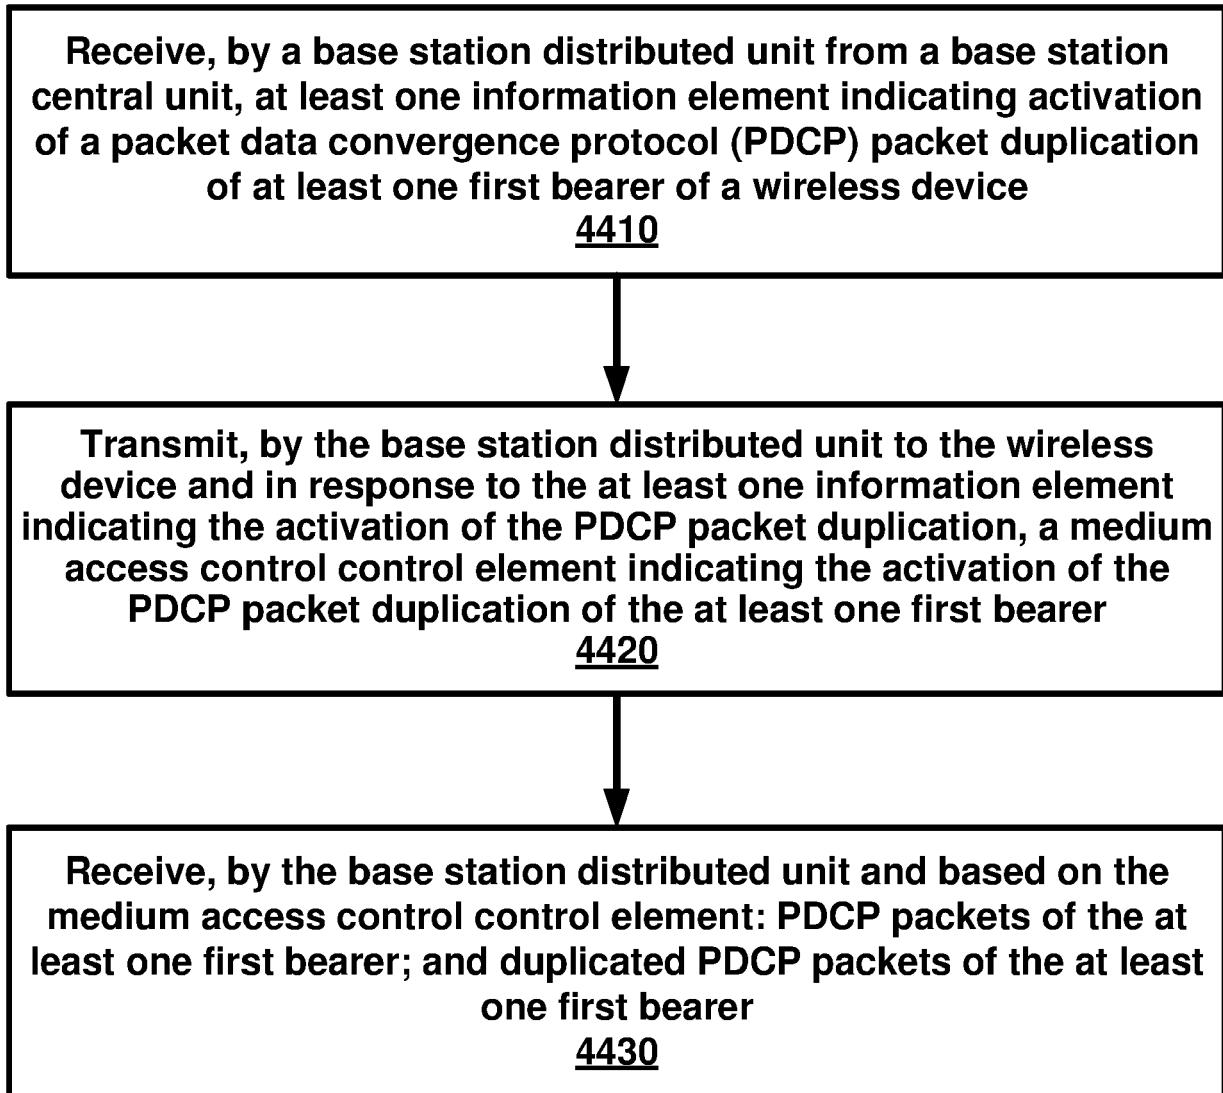 Receive, by a base station distributed unit from a base station
central unit, at least one information element indicating activation
of a packet data convergence protocol (PDCP) packet duplication
of at least one first bearer of a wireless device
4410
Transmit, by the base station distributed unit to the wireless
device and in response to the at least one information element
indicating the activation of the PDCP packet duplication, a medium
access control control element indicating the activation of the
PDCP packet duplication of the at least one first bearer
4420
Receive, by the base station distributed unit and based on the
medium access control control element: PDCP packets of the at
least one first bearer; and duplicated PDCP packets of the at least
one first bearer
4430